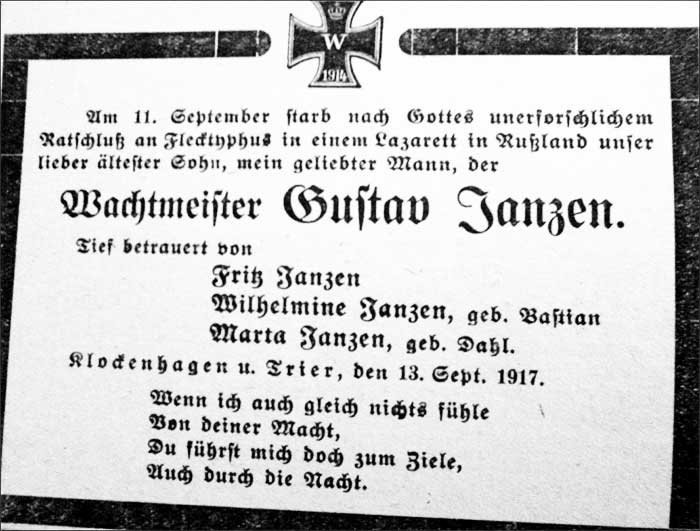 W
1914
Am 11. September ſtarb nach Gottes unerforſchlichem
Ratſchluß an Flecktyphus in einem Lazarett in Rußland unſer
lieber älteſter Sohn, mein geliebter Mann, der
Wachtmeiſter Guſtav Janzen.
Tief betrauert von
Fritz Janzen
Wilhelmine Janzen, geb. Baſtian
Marta Janzen, geb. Dahl.
Klockenhagen u. Trier, den 13. Sept. 1917.
Wenn ich auch gleich nichts fühle
Von deiner Macht,
Du führſt mich doch zum Ziele,
Auch durch die Nacht.